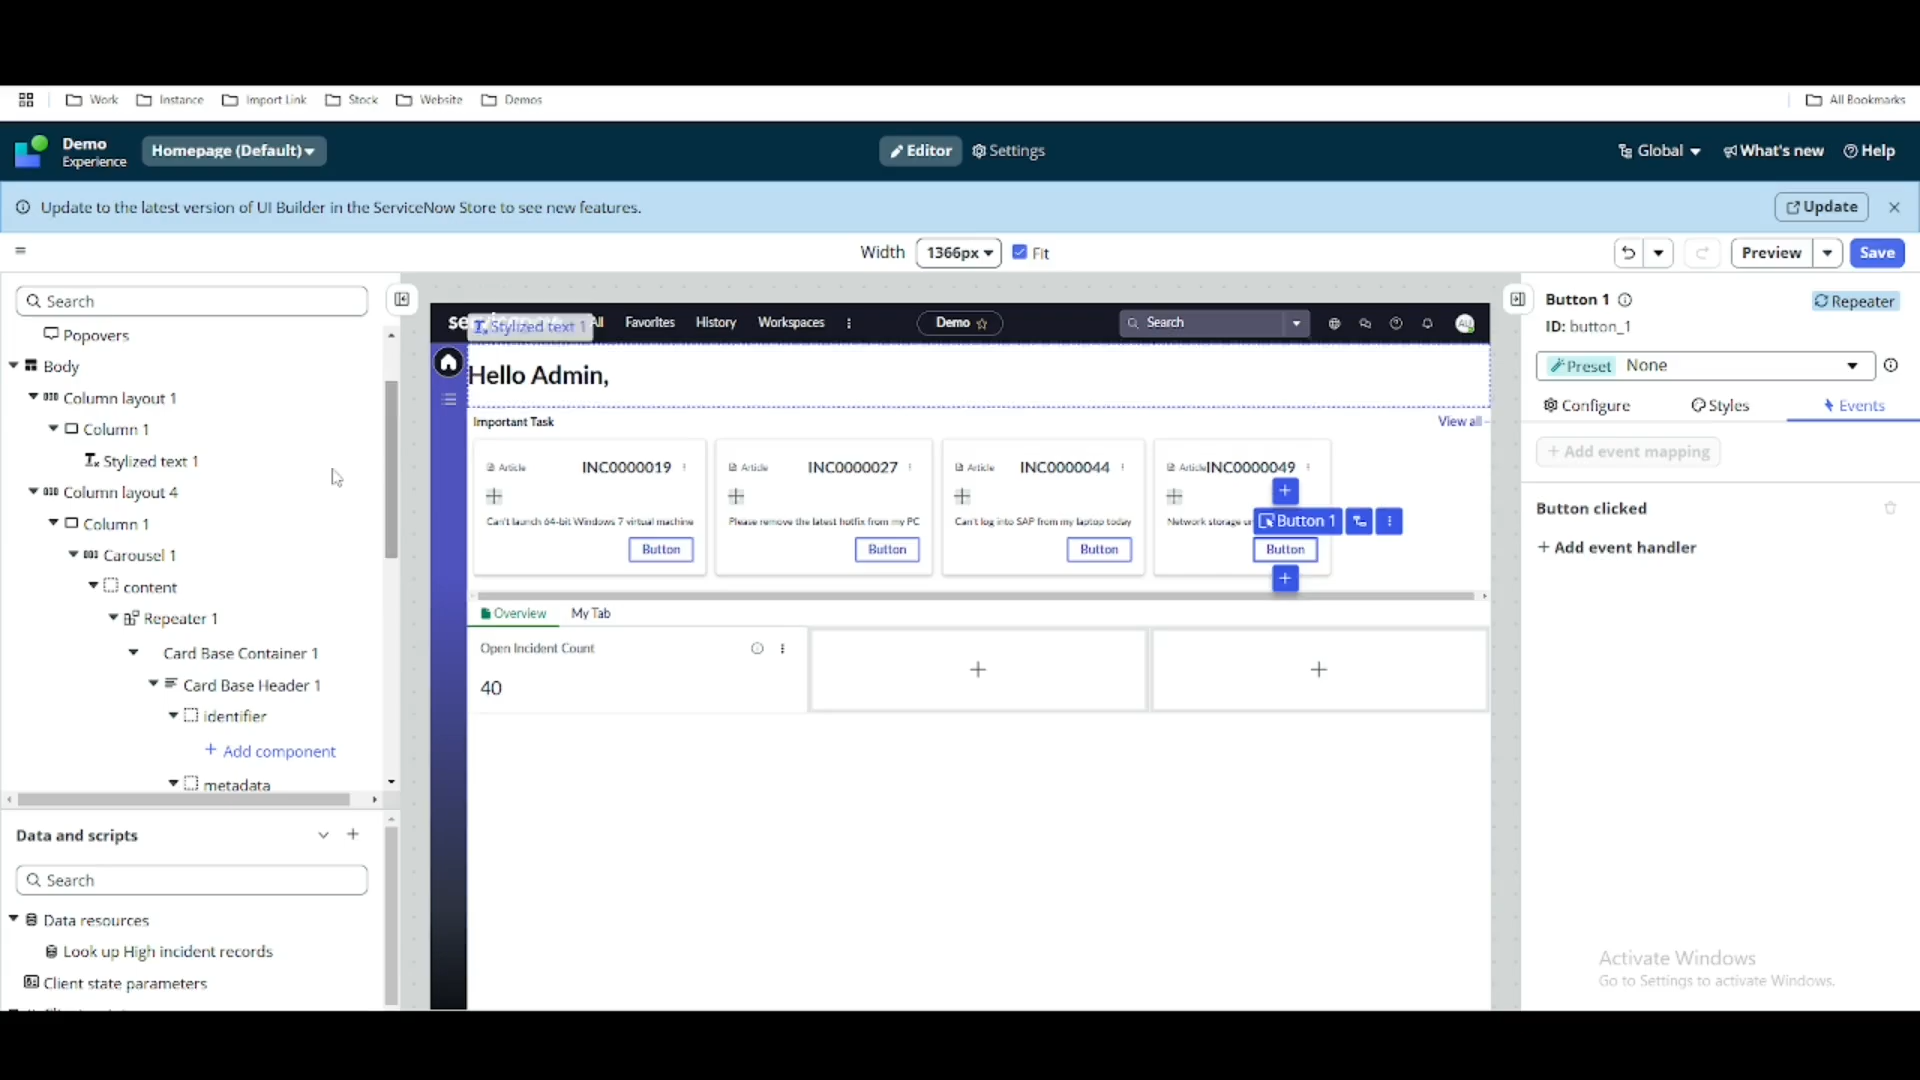 Work Instance Import Link Stock Website Demos All Bookmarks
Demo
Experience
Homepage (Default)
Editor Settings
Global What's new Help
Update to the latest version of UI Builder in the ServiceNow Store to see new features.
Update
Width 1366px Fit
Preview Save
Search
Popovers
Body
Column layout 1
Column 1
Stylized text 1
Column layout 4
Column 1
Carousel 1
content
Repeater 1
Card Base Container 1
Card Base Header 1
identifier
+ Add component
metadata
Data and scripts
Search
Data resources
Look up High incident records
Client state parameters
Stylized text 1
Favorites History Workspaces
Demo
Search
Hello Admin,
Important Task
View all
Article INC0000019
Can't launch 64-bit Windows 7 virtual machine
Button
Article INC0000027
Please remove the latest hotfix from my PC
Button
Article INC0000044
Can't log into SAP from my laptop today
Button
Article INC0000049
Network storage
Button 1
Button
Overview My Tab
Open Incident Count
40
Button 1
Repeater
ID: button_1
Preset None
Configure Styles Events
+ Add event mapping
Button clicked
+ Add event handler
Activate Windows
Go to Settings to activate Windows.